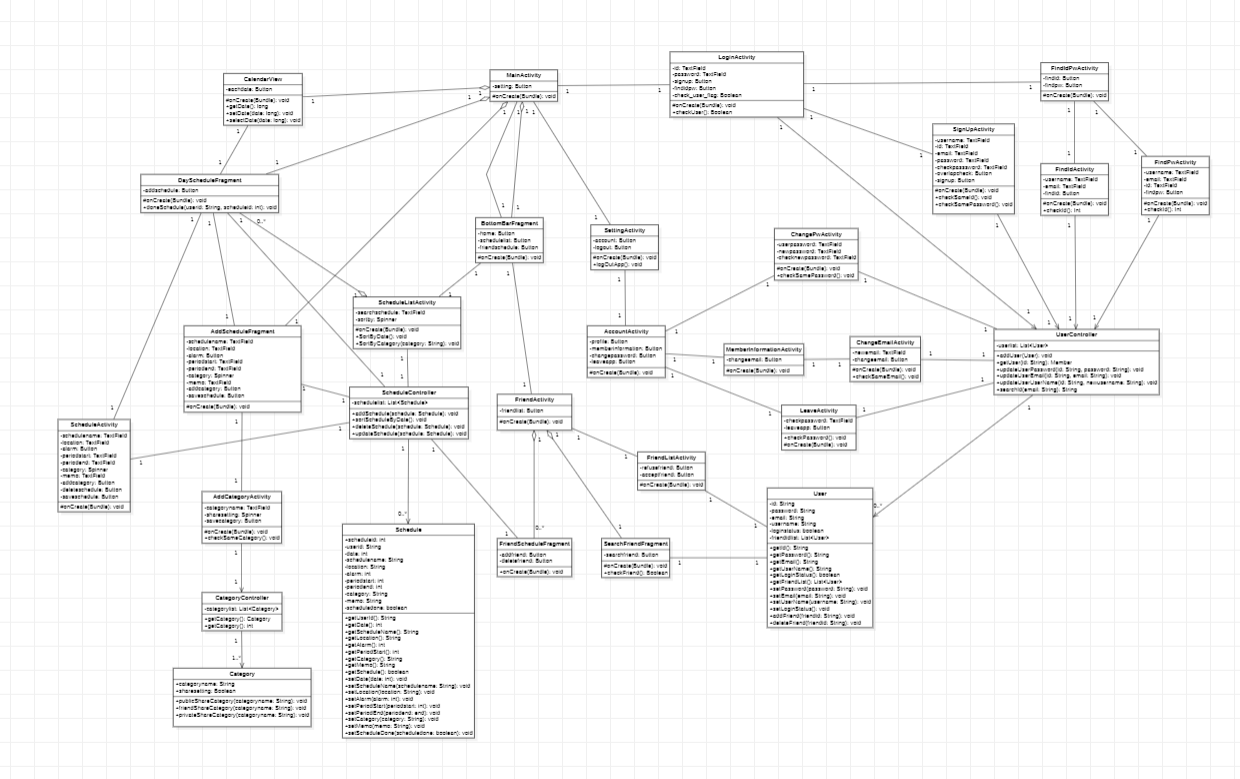 CalendarView
-eachdate: Button
#onCreate(Bundle): void
+getDate(): long
+setDate(date: long): void
+selectDate(date: long): void
MainActivity
-setting: Button
#onCreate(Bundle): void
LoginActivity
-id: TextField
-password: TextField
-signup: Button
-findidpw: Button
-check_user_flag: Boolean
#onCreate(Bundle): void
+checkUser(): Boolean
FindIdPwActivity
-findid: Button
-findpw: Button
#onCreate(Bundle): void
SignUpActivity
-username: TextField
-id: TextField
-email: TextField
-password: TextField
-checkpassword: TextField
-overlapcheck: Button
-signup: Button
#onCreate(Bundle): void
+checkSameId(): void
+checkSamePassword(): void
FindIdActivity
-username: TextField
-email: TextField
-findid: Button
#onCreate(Bundle): void
+checkId(): int
FindPwActivity
-username: TextField
-email: TextField
-id: TextField
-findpw: Button
#onCreate(Bundle): void
+checkId(): int
DayScheduleFragment
-addschedule: Button
#onCreate(Bundle): void
+doneSchedule(userid: String, scheduleid: int): void
BottomBarFragment
-home: Button
-schedulelist: Button
-friendschedule: Button
#onCreate(Bundle): void
SettingActivity
-account: Button
-logout: Button
#onCreate(Bundle): void
+logOutApp(): void
ChangePwActivity
-userpassword: TextField
-newpassword: TextField
-checknewpassword: TextField
#onCreate(Bundle): void
+checkSamePassword(): void
ScheduleListActivity
-searchschedule: TextField
-sortby: Spinner
#onCreate(Bundle): void
+SortByDate(): void
+SortByCategory(category: String): void
AddScheduleFragment
-schedulename: TextField
-location: TextField
-alarm: Button
-periodstart: TextField
-periodend: TextField
-category: Spinner
-memo: TextField
-addcategory: Button
-saveschedule: Button
#onCreate(Bundle): void
AccountActivity
-profile: Button
-memberinformation: Button
-changepassword: Button
-leaveapp: Button
#onCreate(Bundle): void
MemberInformationActivity
-changeemail: Button
#onCreate(Bundle): void
ChangeEmailActivity
-newemail: TextField
-changeemail: Button
#onCreate(Bundle): void
+checkSameEmail(): void
UserController
-userlist: List<User>
+addUser(User): void
+getUser(id: String): Member
+updateUserPassword(id: String, password: String): void
+updateUserEmail(id: String, email: String): void
+updateUserUserName(id: String, newusername: String): void
+searchId(email: String): String
ScheduleController
-schedulelist: List<Schedule>
+addSchedule(schedule: Schedule): void
+sortScheduleByDate(): void
+deleteSchedule(schedule: Schedule): void
+updateSchedule(schedule: Schedule): void
FriendActivity
-friendlist: Button
#onCreate(Bundle): void
LeaveActivity
-checkpassword: TextField
-leaveapp: Button
+checkPassword(): void
#onCreate(Bundle): void
ScheduleActivity
-schedulename: TextField
-location: TextField
-alarm: Button
-periodstart: TextField
-periodend: TextField
-category: Spinner
-memo: TextField
-addcategory: Button
-deleteschedule: Button
-saveschedule: Button
#onCreate(Bundle): void
FriendListActivity
-refusefriend: Button
-acceptfriend: Button
#onCreate(Bundle): void
AddCategoryActivity
-categoryname: TextField
-sharesetting: Spinner
-savecategory: Button
#onCreate(Bundle): void
+checkSameCategory(): void
User
-id: String
-password: String
-email: String
-username: String
-loginstatus: boolean
-friendlist: List<User>
+getId(): String
+getPassword(): String
+getEmail(): String
+getUserName(): String
+getLoginStatus(): boolean
+getFriendList(): List<User>
+setPassword(password: String): void
+setEmail(email: String): void
+setUserName(username: String): void
+setLoginStatus(): void
+addFriend(friendid: String): void
+deleteFriend(friendid: String): void
Schedule
+scheduleid: int
-userid: String
-date: int
-schedulename: String
-location: String
-alarm: int
-periodstart: int
-periodend: int
-category: String
-memo: String
-scheduledone: boolean
+getUserId(): String
+getDate(): int
+getScheduleName(): String
+getLocation(): String
+getAlarm(): int
+getPeriodStart(): int
+getCategory(): String
+getMemo(): String
+getSchedule(): boolean
+setDate(date: int): void
+setScheduleName(schedulename: String): void
+setLocation(location: String): void
+setAlarm(alarm: int): void
+setPeriodStart(periodstart: int): void
+setPeriodEnd(periodend: end): void
+setCategory(category: String): void
+setMemo(memo: String): void
+setScheduleDone(scheduledone: boolean): void
FriendScheduleFragment
-addfriend: Button
-deletefriend: Button
+onCreate(Bundle): void
SearchFriendFragment
-searchfriend: Button
#onCreate(Bundle): void
+checkFriend(): Boolean
CategoryController
-categorylist: List<Category>
+getCategory(): Category
+getCategory(): int
Category
+categoryname: String
+sharesetting: Boolean
+publicShareCategory(categoryname: String): void
+friendShareCategory(categoryname: String): void
+privateShareCategory(categoryname: String): void